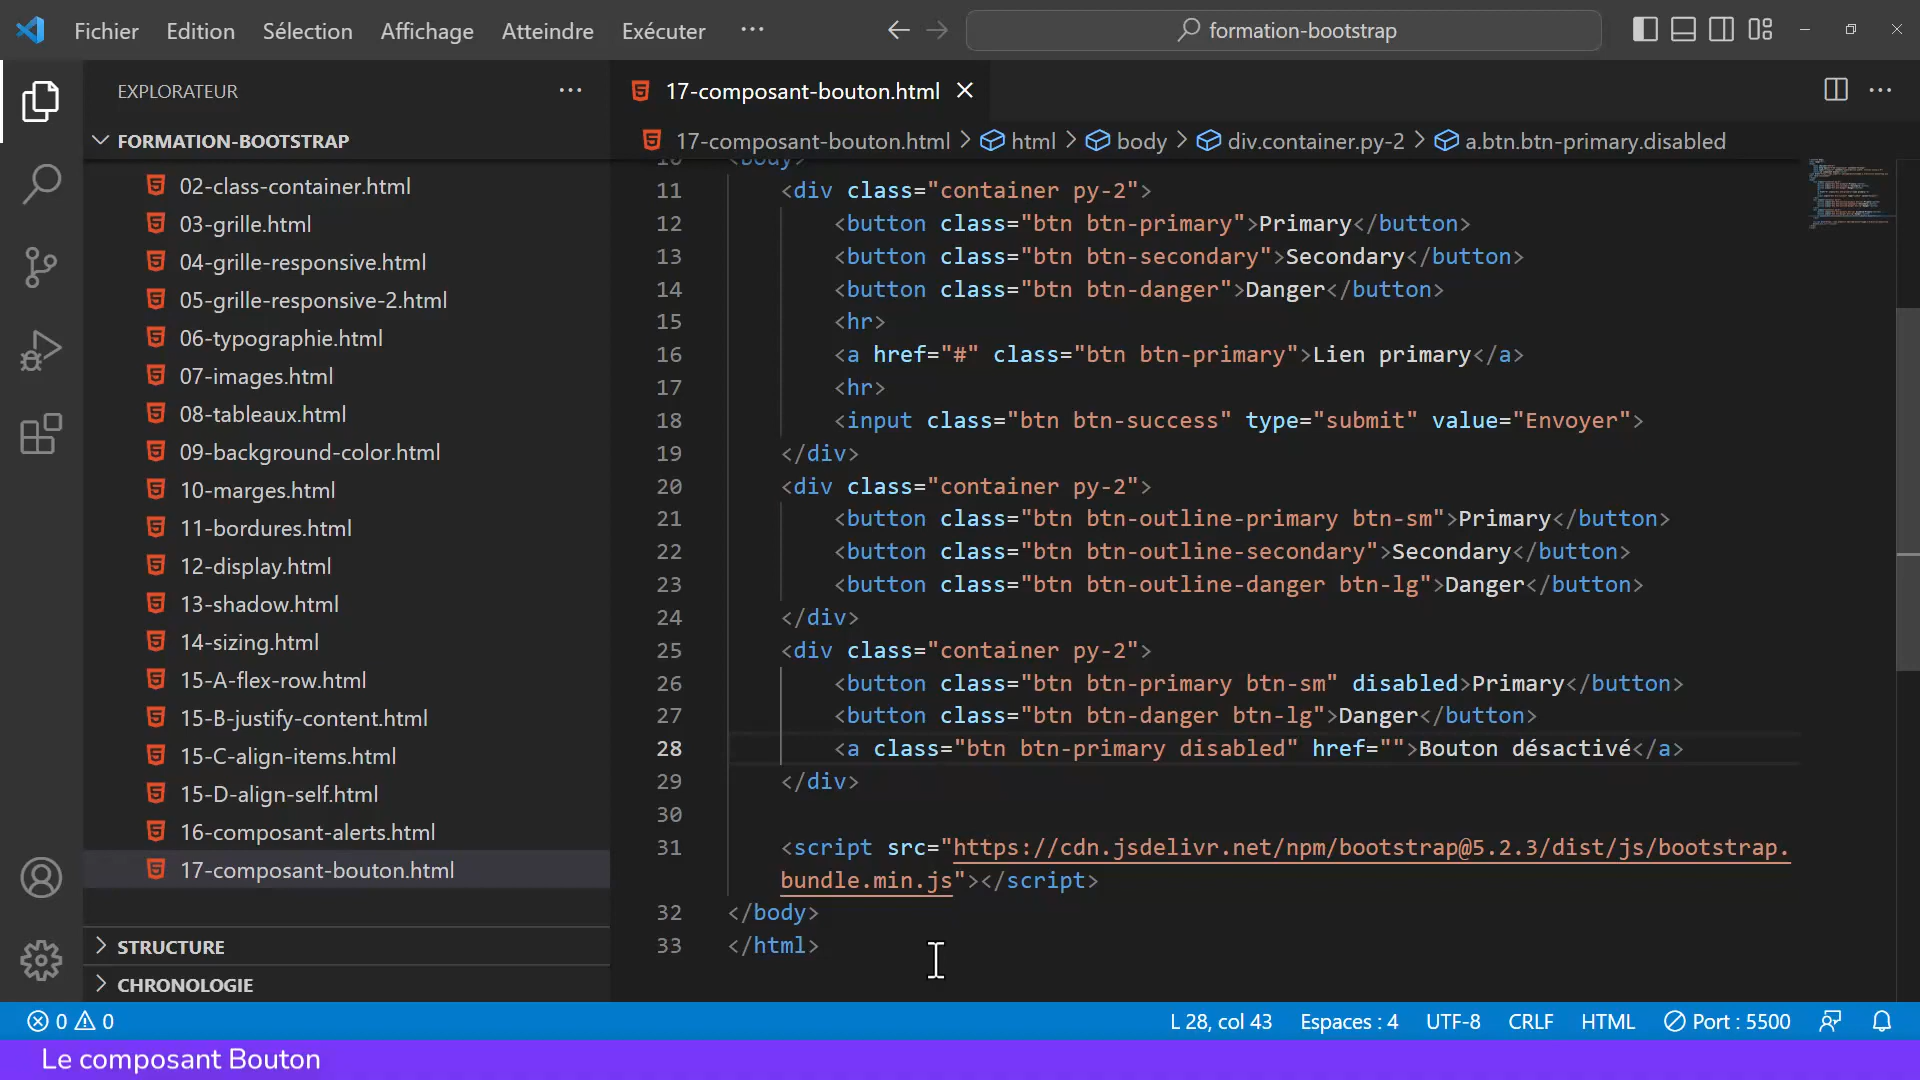 Fichier Edition Sélection Affichage Atteindre Exécuter ··· formation-bootstrap
EXPLORATEUR ···
FORMATION-BOOTSTRAP
02-class-container.html
03-grille.html
04-grille-responsive.html
05-grille-responsive-2.html
06-typographie.html
07-images.html
08-tableaux.html
09-background-color.html
10-marges.html
11-bordures.html
12-display.html
13-shadow.html
14-sizing.html
15-A-flex-row.html
15-B-justify-content.html
15-C-align-items.html
15-D-align-self.html
16-composant-alerts.html
17-composant-bouton.html
STRUCTURE
CHRONOLOGIE
17-composant-bouton.html
17-composant-bouton.html > html > body > div.container.py-2 > a.btn.btn-primary.disabled
10 <body>
11 <div class="container py-2">
12 <button class="btn btn-primary">Primary</button>
13 <button class="btn btn-secondary">Secondary</button>
14 <button class="btn btn-danger">Danger</button>
15 <hr>
16 <a href="#" class="btn btn-primary">Lien primary</a>
17 <hr>
18 <input class="btn btn-success" type="submit" value="Envoyer">
19 </div>
20 <div class="container py-2">
21 <button class="btn btn-outline-primary btn-sm">Primary</button>
22 <button class="btn btn-outline-secondary">Secondary</button>
23 <button class="btn btn-outline-danger btn-lg">Danger</button>
24 </div>
25 <div class="container py-2">
26 <button class="btn btn-primary btn-sm" disabled>Primary</button>
27 <button class="btn btn-danger btn-lg">Danger</button>
28 <a class="btn btn-primary disabled" href="">Bouton désactivé</a>
29 </div>
30
31 <script src="https://cdn.jsdelivr.net/npm/bootstrap@5.2.3/dist/js/bootstrap.
bundle.min.js"></script>
32 </body>
33 </html>
0 0 L 28, col 43 Espaces : 4 UTF-8 CRLF HTML Port : 5500
Le composant Bouton